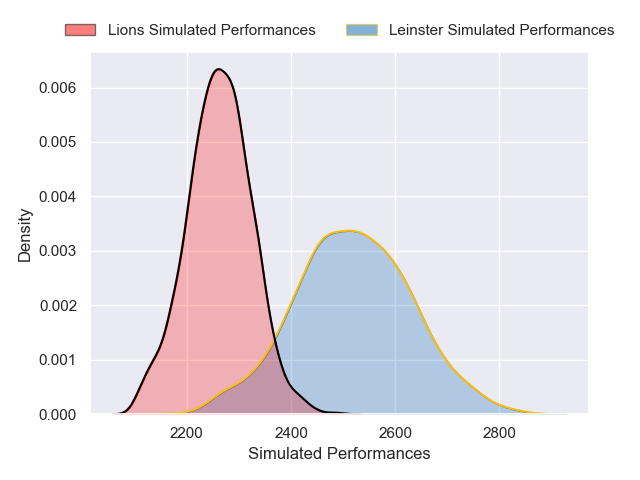 Lions Simulated Performances Leinster Simulated Performances
0.006
0.005
0.004
0.003
0.002
0.001
0.000
Density
2200 2400 2600 2800
Simulated Performances